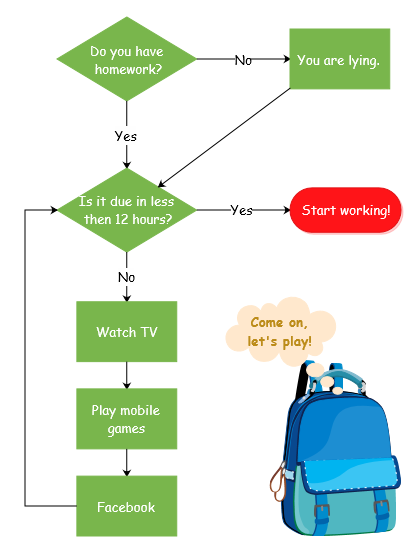 Do you have
homework?
No
You are lying.
Yes
Is it due in less
then 12 hours?
Yes
Start working!
No
Watch TV
Come on,
let's play!
Play mobile
games
Facebook